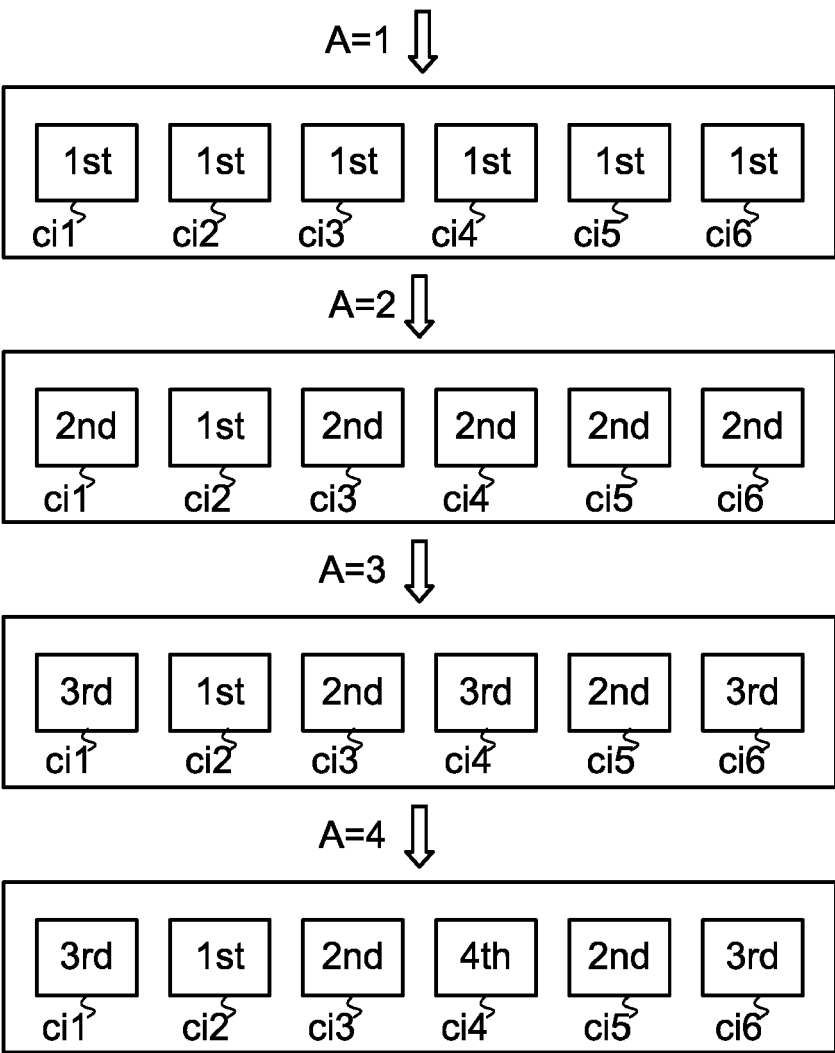 A=1
1st 1st 1st 1st 1st 1st
ci1 ci2 ci3 ci4 ci5 ci6
A=2
2nd 1st 2nd 2nd 2nd 2nd
ci1 ci2 ci3 ci4 ci5 ci6
A=3
3rd 1st 2nd 3rd 2nd 3rd
ci1 ci2 ci3 ci4 ci5 ci6
A=4
3rd 1st 2nd 4th 2nd 3rd
ci1 ci2 ci3 ci4 ci5 ci6